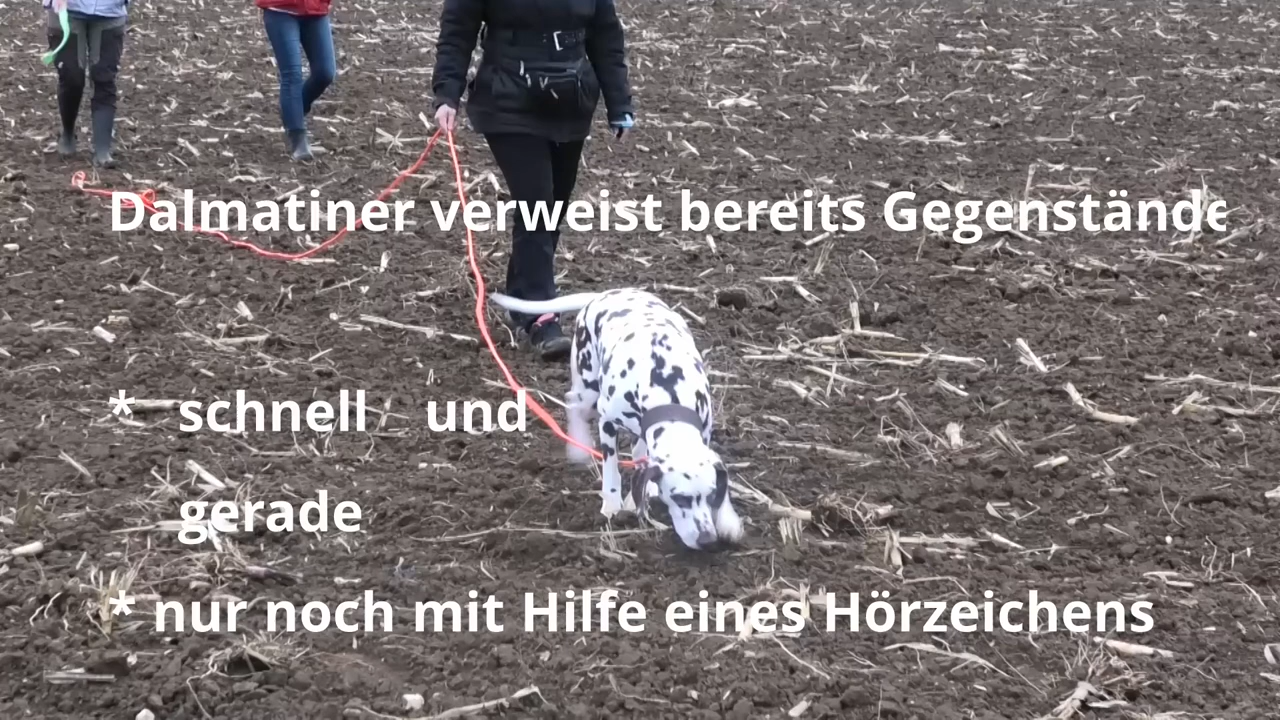 Dalmatiner verweist bereits Gegenstände
* schnell und
gerade
* nur noch mit Hilfe eines Hörzeichens